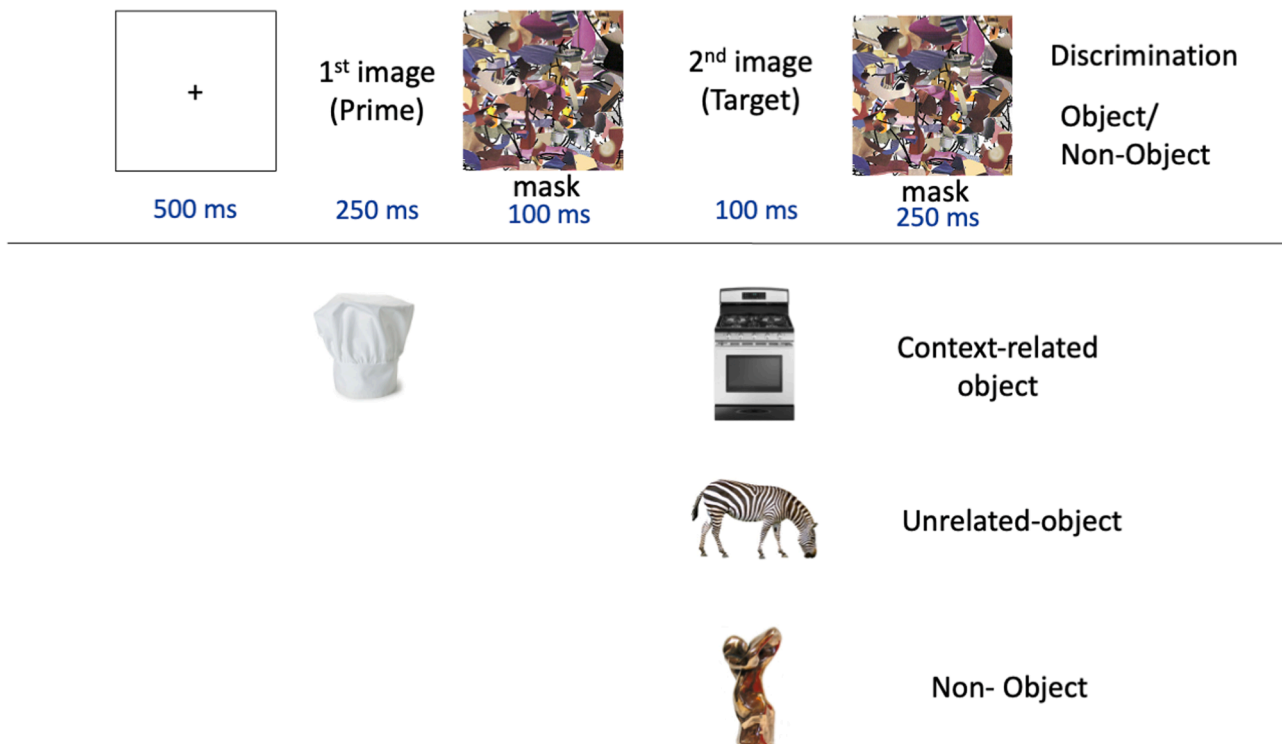 +
1st image
(Prime)
2nd image
(Target)
Discrimination
Object/
Non-Object
mask
mask
500 ms
250 ms
100 ms
100 ms
250 ms
Context-related
object
Unrelated-object
Non- Object